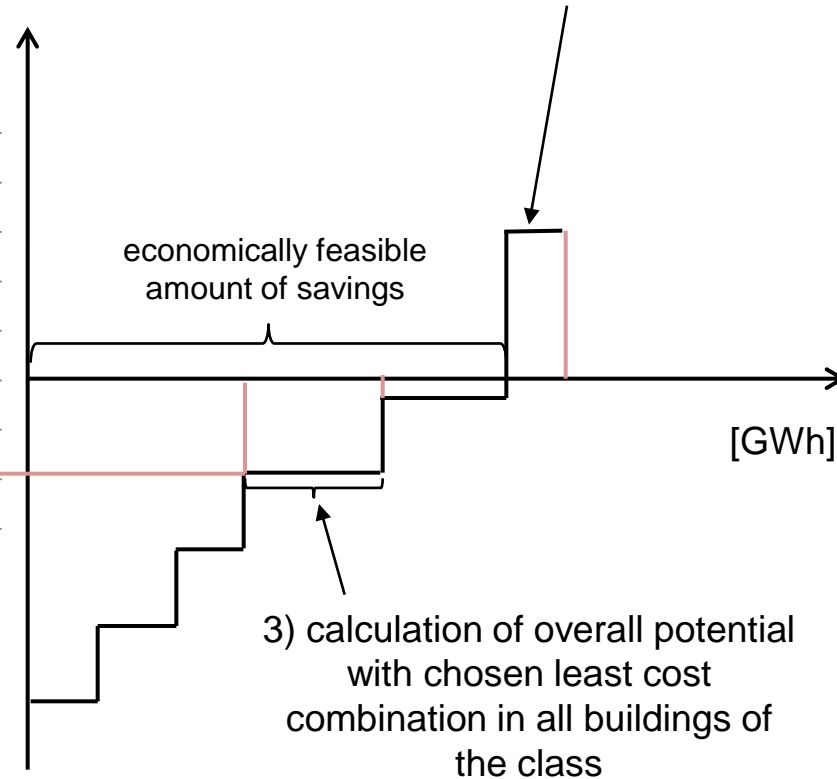 economically feasible
amount of savings
[GWh]
3) calculation of overall potential
with chosen least cost
combination in all buildings of
the class